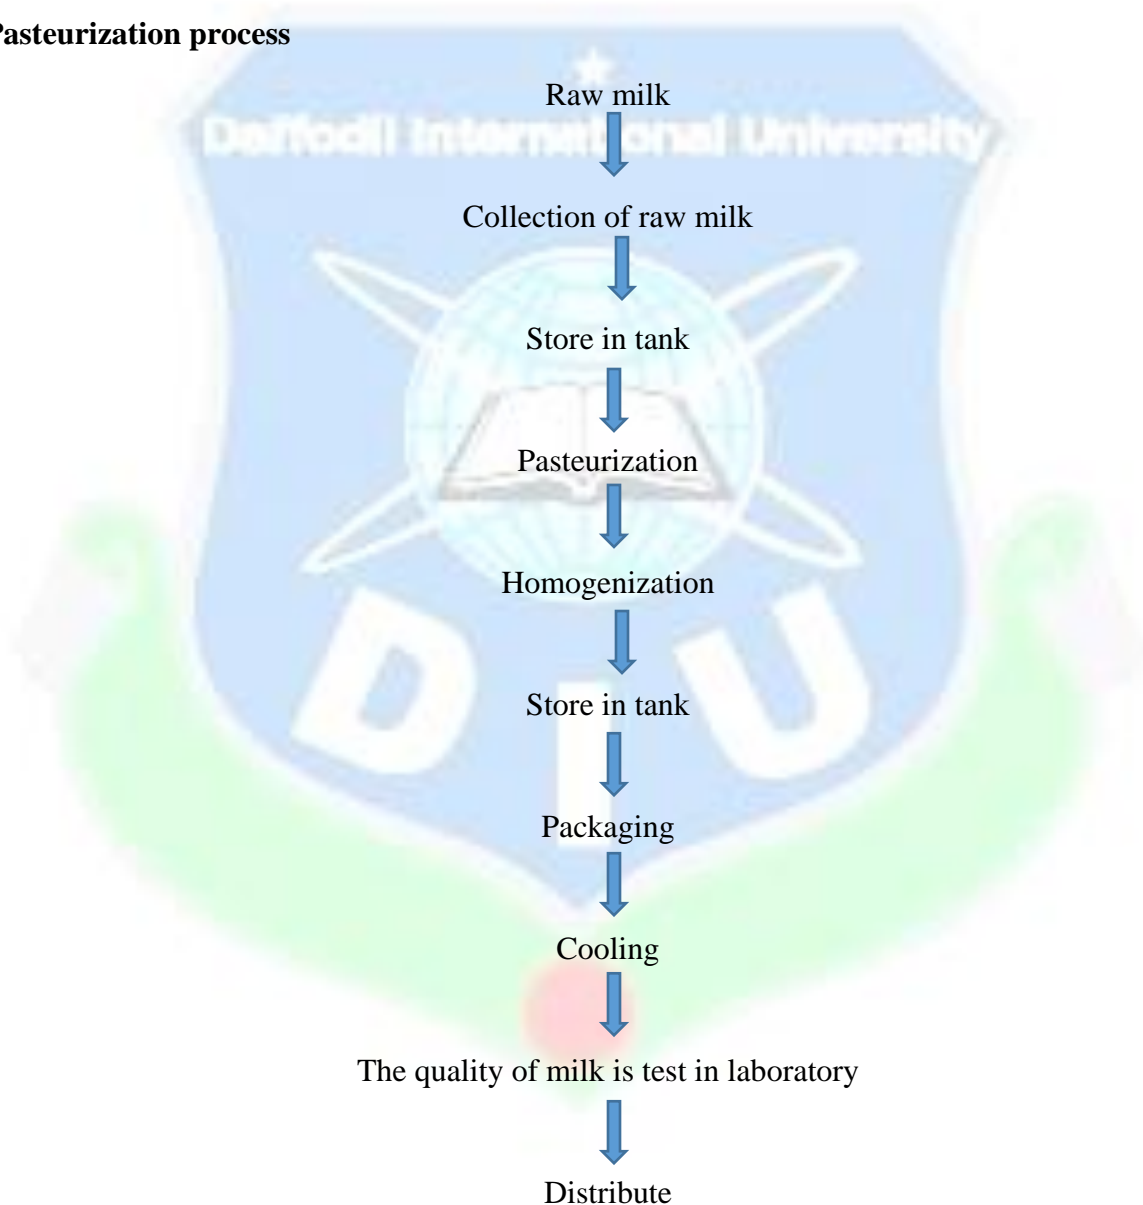 Pasteurization process
Raw milk
Daffodil International University
Collection of raw milk
Store in tank
Pasteurization
Homogenization
D I U
Store in tank
Packaging
Cooling
The quality of milk is test in laboratory
Distribute